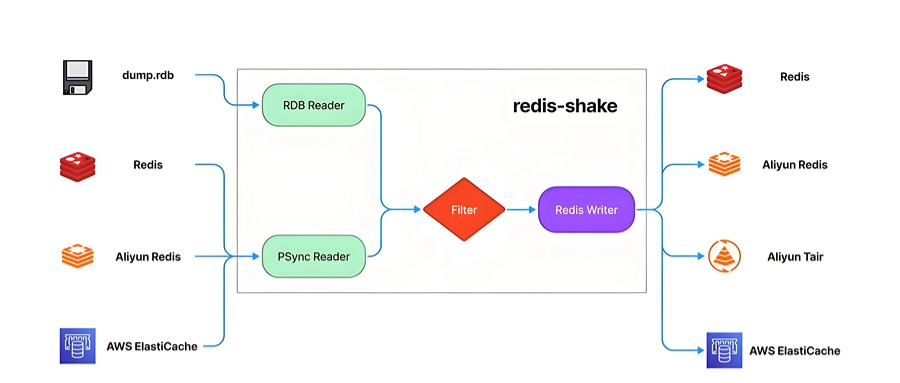 dump.rdb
Redis
Aliyun Redis
AWS ElastiCache
redis-shake
RDB Reader
PSync Reader
Filter
Redis Writer
Redis
Aliyun Redis
Aliyun Tair
AWS ElastiCache